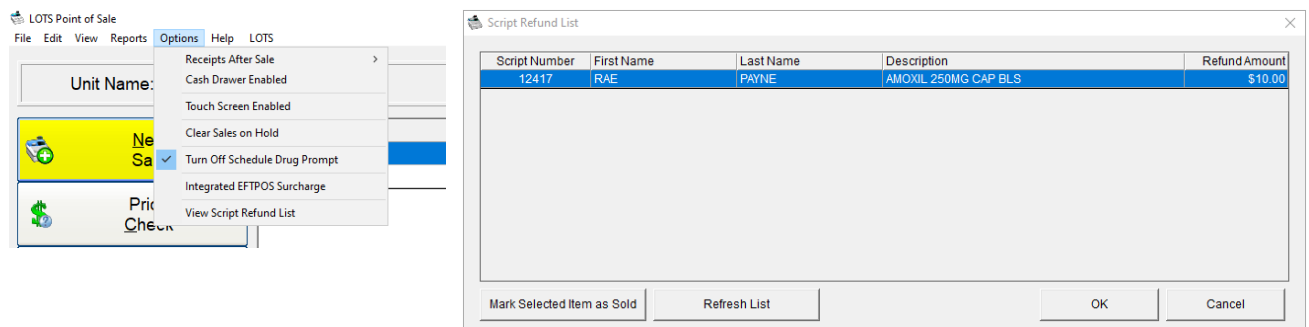 LOTS Point of Sale
File Edit View Reports Options Help LOTS
Receipts After Sale
Cash Drawer Enabled
Touch Screen Enabled
Clear Sales on Hold
Turn Off Schedule Drug Prompt
Integrated EFTPOS Surcharge
View Script Refund List
Unit Name:
Ne
Sa
Pric
Check
Script Refund List
Script Number First Name Last Name Description Refund Amount
12417 RAE PAYNE AMOXIL 250MG CAP BLS $10.00
Mark Selected Item as Sold Refresh List OK Cancel